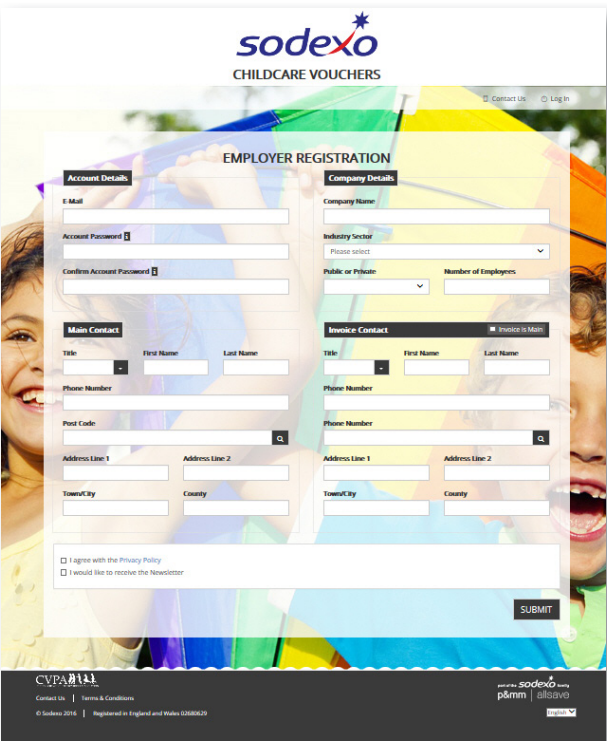 sodexo
CHILDCARE VOUCHERS
Contact Us Log In
EMPLOYER REGISTRATION
Account Details
E-Mail
Account Password i
Confirm Account Password i
Company Details
Company Name
Industry Sector
Please select
Public or Private Number of Employees
Main Contact
Title First Name Last Name
Phone Number
Post Code
Address Line 1 Address Line 2
Town/City County
Invoice Contact Invoice is Main
Title First Name Last Name
Phone Number
Phone Number
Address Line 1 Address Line 2
Town/City County
I agree with the Privacy Policy
I would like to receive the Newsletter
SUBMIT
CVPA
Contact Us | Terms & Conditions
© Sodexo 2016 | Registered in England and Wales 02680629
part of the sodexo family
p&mm | allsave
English